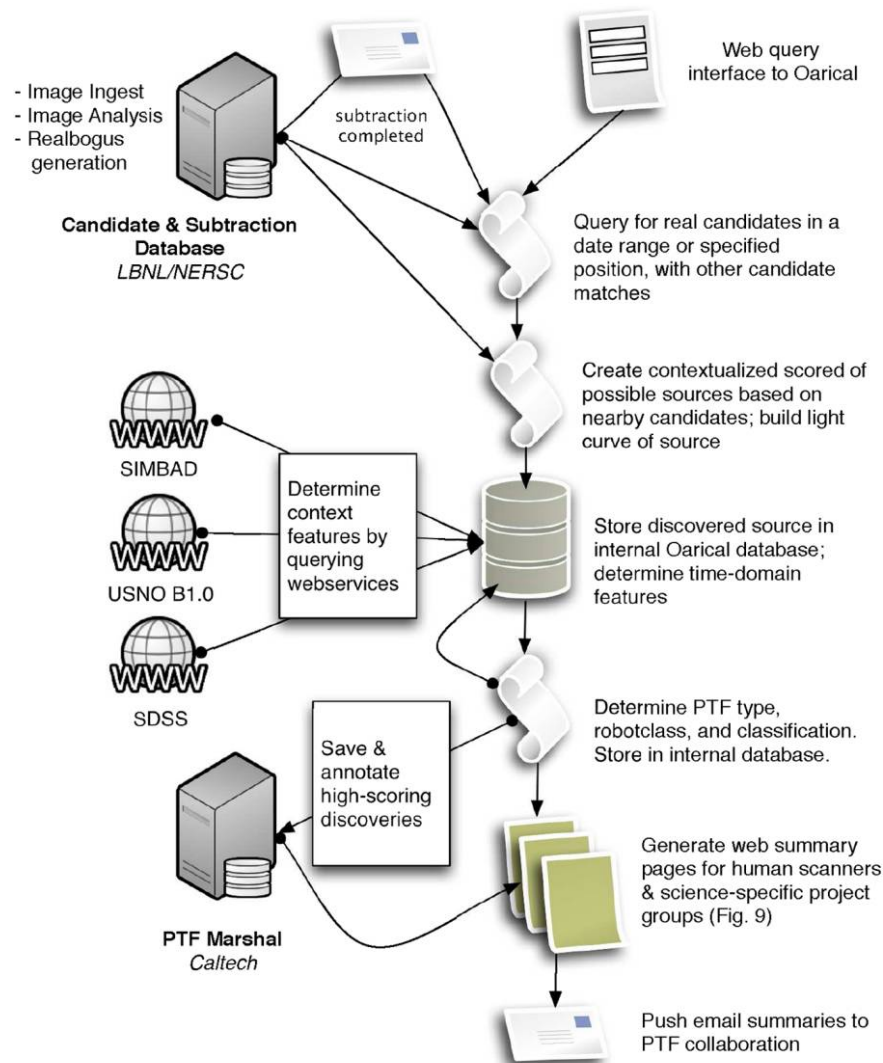 - Image Ingest
- Image Analysis
- Realbogus
generation
subtraction
completed
Web query
interface to Oarical
Candidate & Subtraction
Database
LBNL/NERSC
Query for real candidates in a
date range or specified
position, with other candidate
matches
Create contextualized scored of
possible sources based on
nearby candidates; build light
curve of source
WWW
SIMBAD
WWW
USNO B1.0
WWW
SDSS
Determine
context
features by
querying
webservices
Store discovered source in
internal Oarical database;
determine time-domain
features
Determine PTF type,
robotclass, and classification.
Store in internal database.
Save &
annotate
high-scoring
discoveries
PTF Marshal
Caltech
Generate web summary
pages for human scanners
& science-specific project
groups (Fig. 9)
Push email summaries to
PTF collaboration